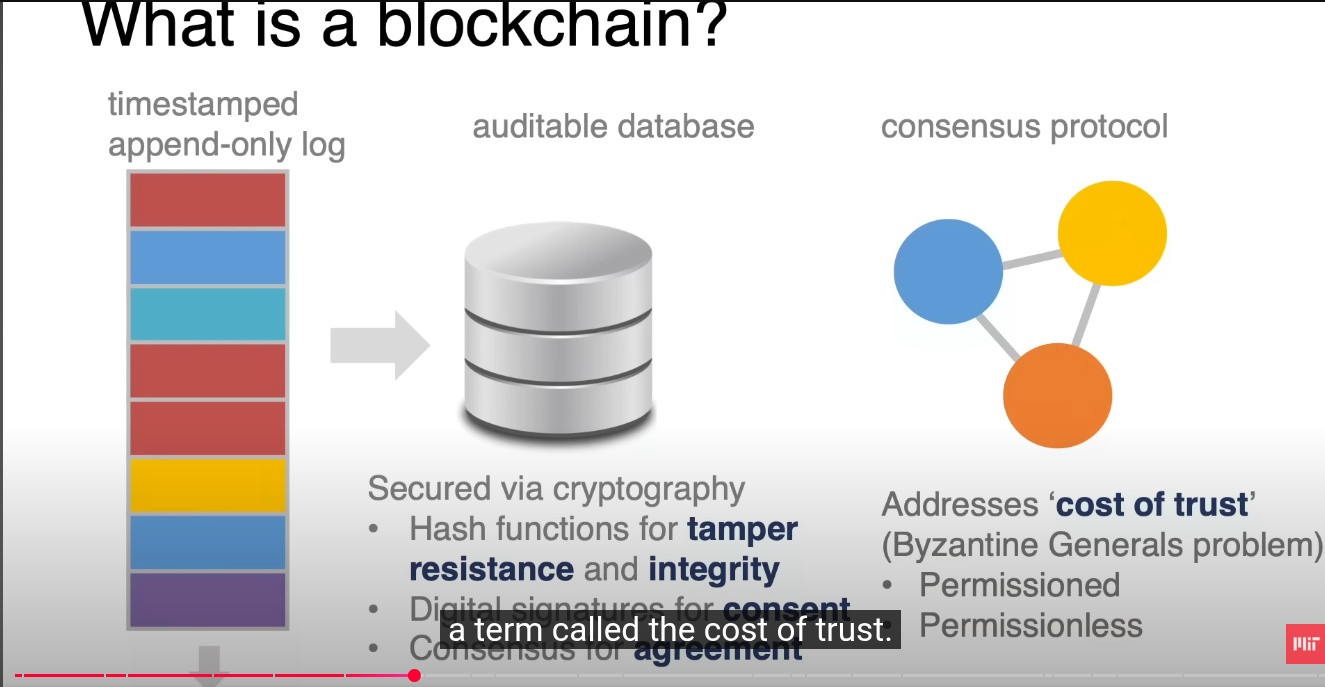 What is a blockchain?
timestamped
append-only log
auditable database
consensus protocol
Secured via cryptography
• Hash functions for tamper
resistance and integrity
• Digital signatures for consent
• Consensus for agreement
Addresses ‘cost of trust’
(Byzantine Generals problem)
• Permissioned
• Permissionless
a term called the cost of trust.
MIT